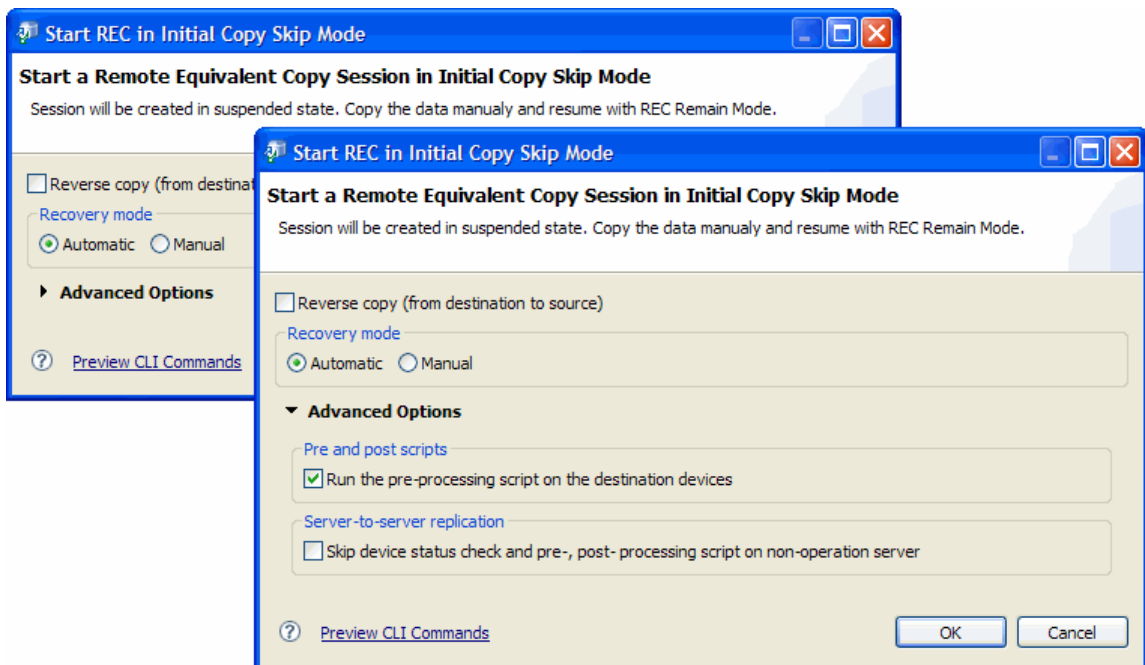 Start REC in Initial Copy Skip Mode
Start a Remote Equivalent Copy Session in Initial Copy Skip Mode
Session will be created in suspended state. Copy the data manualy and resume with REC Remain Mode.
Reverse copy (from destinat
Recovery mode
Automatic Manual
Advanced Options
Preview CLI Commands
Start REC in Initial Copy Skip Mode
Start a Remote Equivalent Copy Session in Initial Copy Skip Mode
Session will be created in suspended state. Copy the data manualy and resume with REC Remain Mode.
Reverse copy (from destination to source)
Recovery mode
Automatic Manual
Advanced Options
Pre and post scripts
Run the pre-processing script on the destination devices
Server-to-server replication
Skip device status check and pre-, post- processing script on non-operation server
Preview CLI Commands OK Cancel